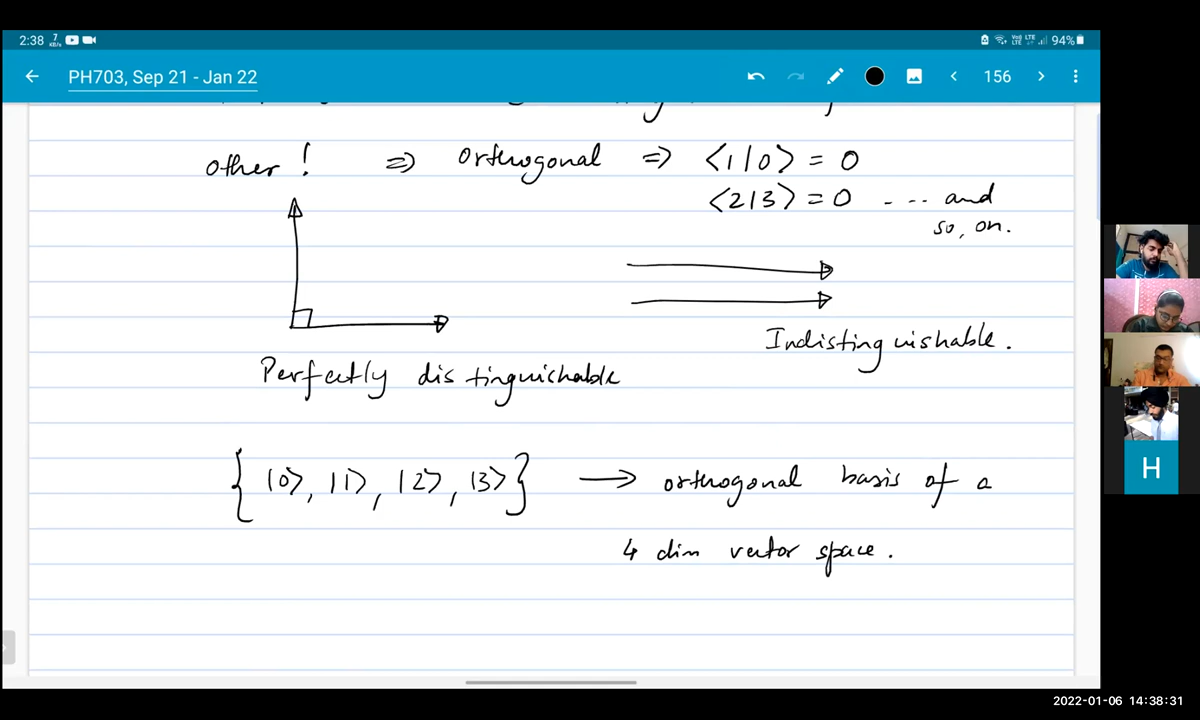 2:38 7 KB/s 94%
PH703, Sep 21 - Jan 22 156
other ! ⇒ orthogonal ⇒ ⟨1|0⟩ = 0
⟨2|3⟩ = 0 ---- and
so, on.
Indistinguishable.
Perfectly distinguishable
{ |0⟩, |1⟩, |2⟩, |3⟩ } → orthogonal basis of a
4 dim vector space.
H
2022-01-06 14:38:31